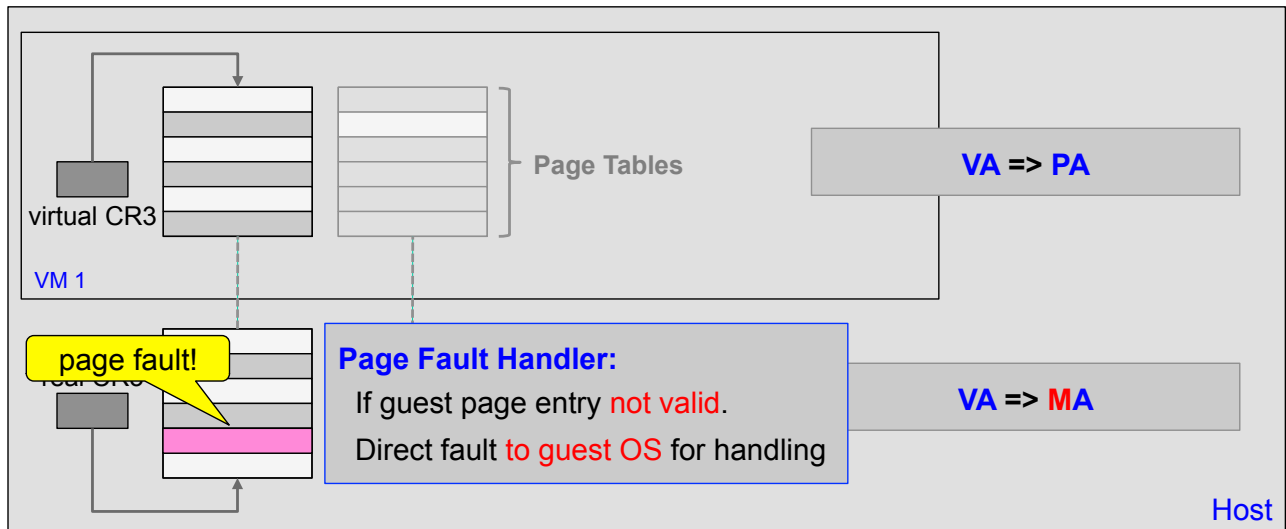 Page Tables
VA => PA
virtual CR3
VM 1
page fault!
Page Fault Handler:
If guest page entry not valid.
Direct fault to guest OS for handling
VA => MA
Host